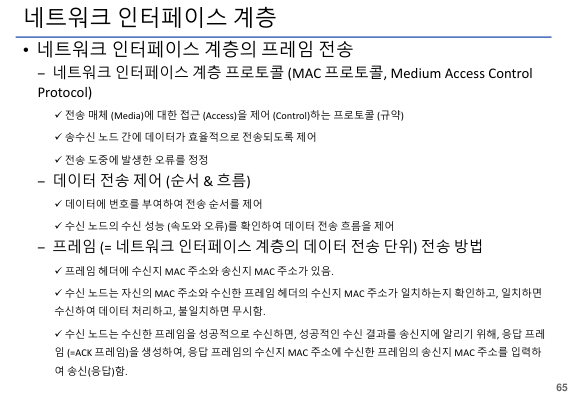 네트워크 인터페이스 계층
• 네트워크 인터페이스 계층의 프레임 전송
– 네트워크 인터페이스 계층 프로토콜 (MAC 프로토콜, Medium Access Control
Protocol)
✓ 전송 매체 (Media)에 대한 접근 (Access)을 제어 (Control)하는 프로토콜 (규약)
✓ 송수신 노드 간에 데이터가 효율적으로 전송되도록 제어
✓ 전송 도중에 발생한 오류를 정정
– 데이터 전송 제어 (순서 & 흐름)
✓ 데이터에 번호를 부여하여 전송 순서를 제어
✓ 수신 노드의 수신 성능 (속도와 오류)를 확인하여 데이터 전송 흐름을 제어
– 프레임 (= 네트워크 인터페이스 계층의 데이터 전송 단위) 전송 방법
✓ 프레임 헤더에 수신지 MAC 주소와 송신지 MAC 주소가 있음.
✓ 수신 노드는 자신의 MAC 주소와 수신한 프레임 헤더의 수신지 MAC 주소가 일치하는지 확인하고, 일치하면
수신하여 데이터 처리하고, 불일치하면 무시함.
✓ 수신 노드는 수신한 프레임을 성공적으로 수신하면, 성공적인 수신 결과를 송신지에 알리기 위해, 응답 프레
임 (=ACK 프레임)을 생성하여, 응답 프레임의 수신지 MAC 주소에 수신한 프레임의 송신지 MAC 주소를 입력하
여 송신(응답)함.
65